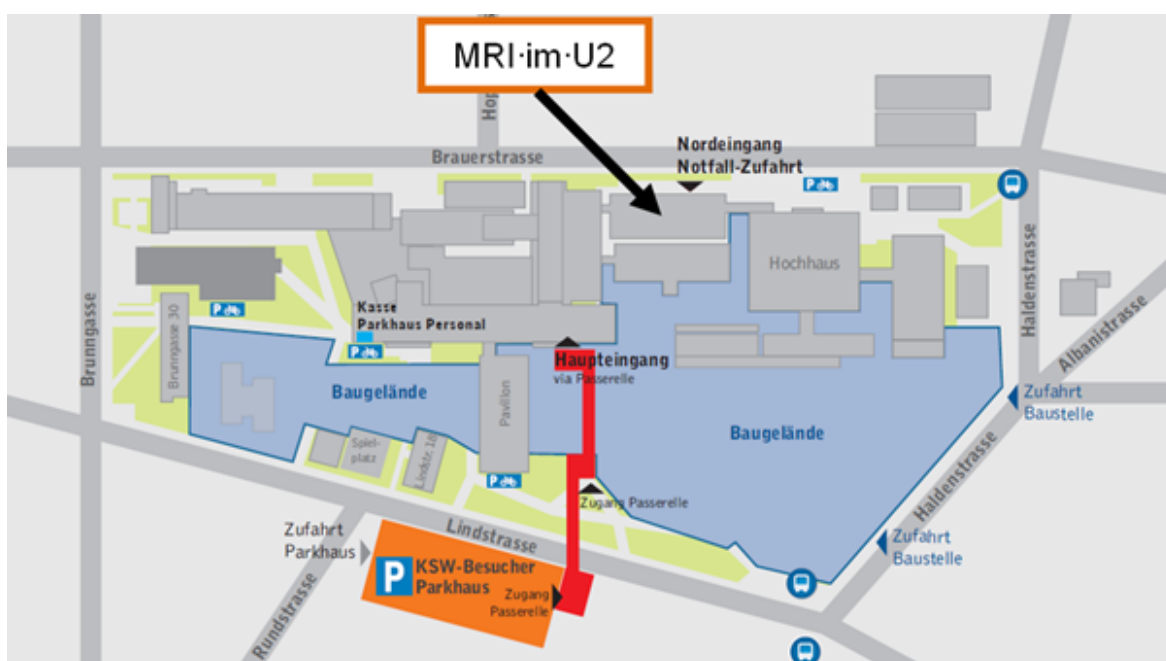 MRI·im·U2
Hop
Brauerstrasse
Nordeingang
Notfall-Zufahrt
P
Brunngasse
Brunngasse 30
P
Kasse
Parkhaus Personal
P
Hochhaus
Haldenstrasse
Albanistrasse
Haupteingang
via Passerelle
Baugelände
Pavillon
Baugelände
Zufahrt
Baustelle
Spiel-
platz
Lindstr. 18
P
Zugang Passerelle
Haldenstrasse
Zufahrt
Parkhaus
Lindstrasse
Zufahrt
Baustelle
P
KSW-Besucher
Parkhaus
Zugang
Passerelle
Rundstrasse